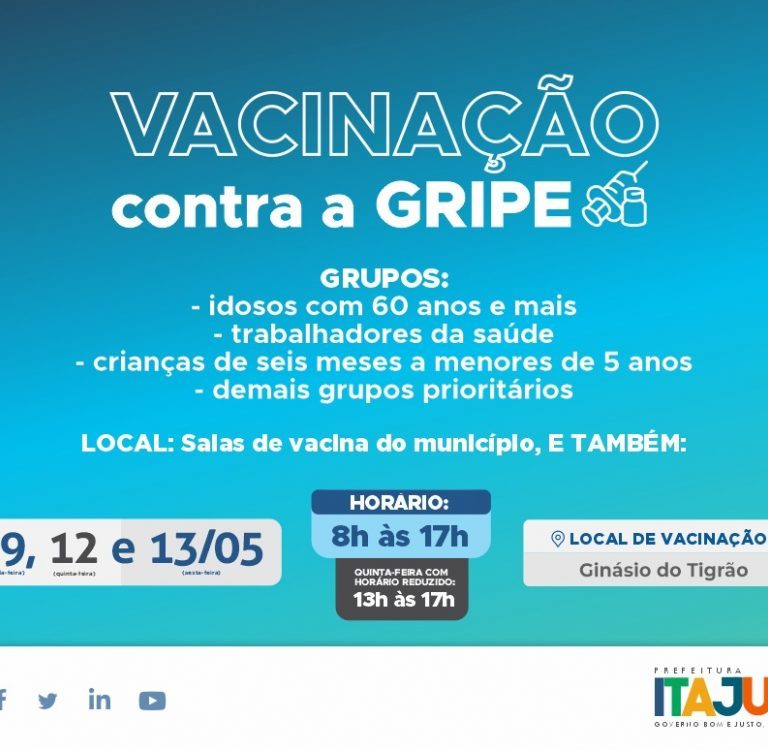 VACINAÇÃO
contra a GRIPE
GRUPOS:
- idosos com 60 anos e mais
- trabalhadores da saúde
- crianças de seis meses a menores de 5 anos
- demais grupos prioritários
LOCAL: Salas de vacina do município, E TAMBÉM:
9, 12 e 13/05
(quinta-feira) (sexta-feira)
HORÁRIO:
8h às 17h
QUINTA-FEIRA COM
HORÁRIO REDUZIDO:
13h às 17h
LOCAL DE VACINAÇÃO
Ginásio do Tigrão
PREFEITURA
ITAJU
GOVERNO BOM E JUSTO,